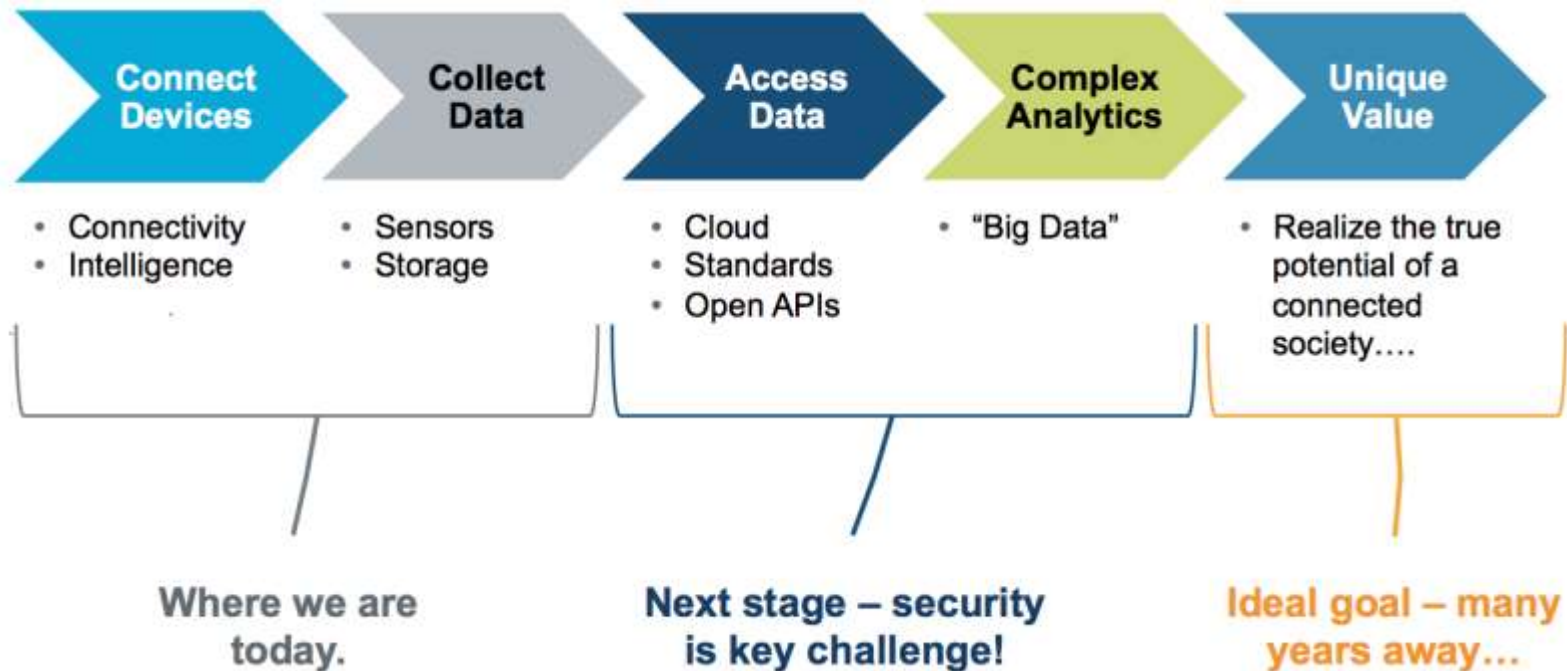 Connect
Devices
Collect
Data
Access
Data
Complex
Analytics
Unique
Value
• Connectivity
• Intelligence
• Sensors
• Storage
• Cloud
• Standards
• Open APIs
• “Big Data”
• Realize the true
potential of a
connected
society....
Where we are
today.
Next stage – security
is key challenge!
Ideal goal – many
years away...